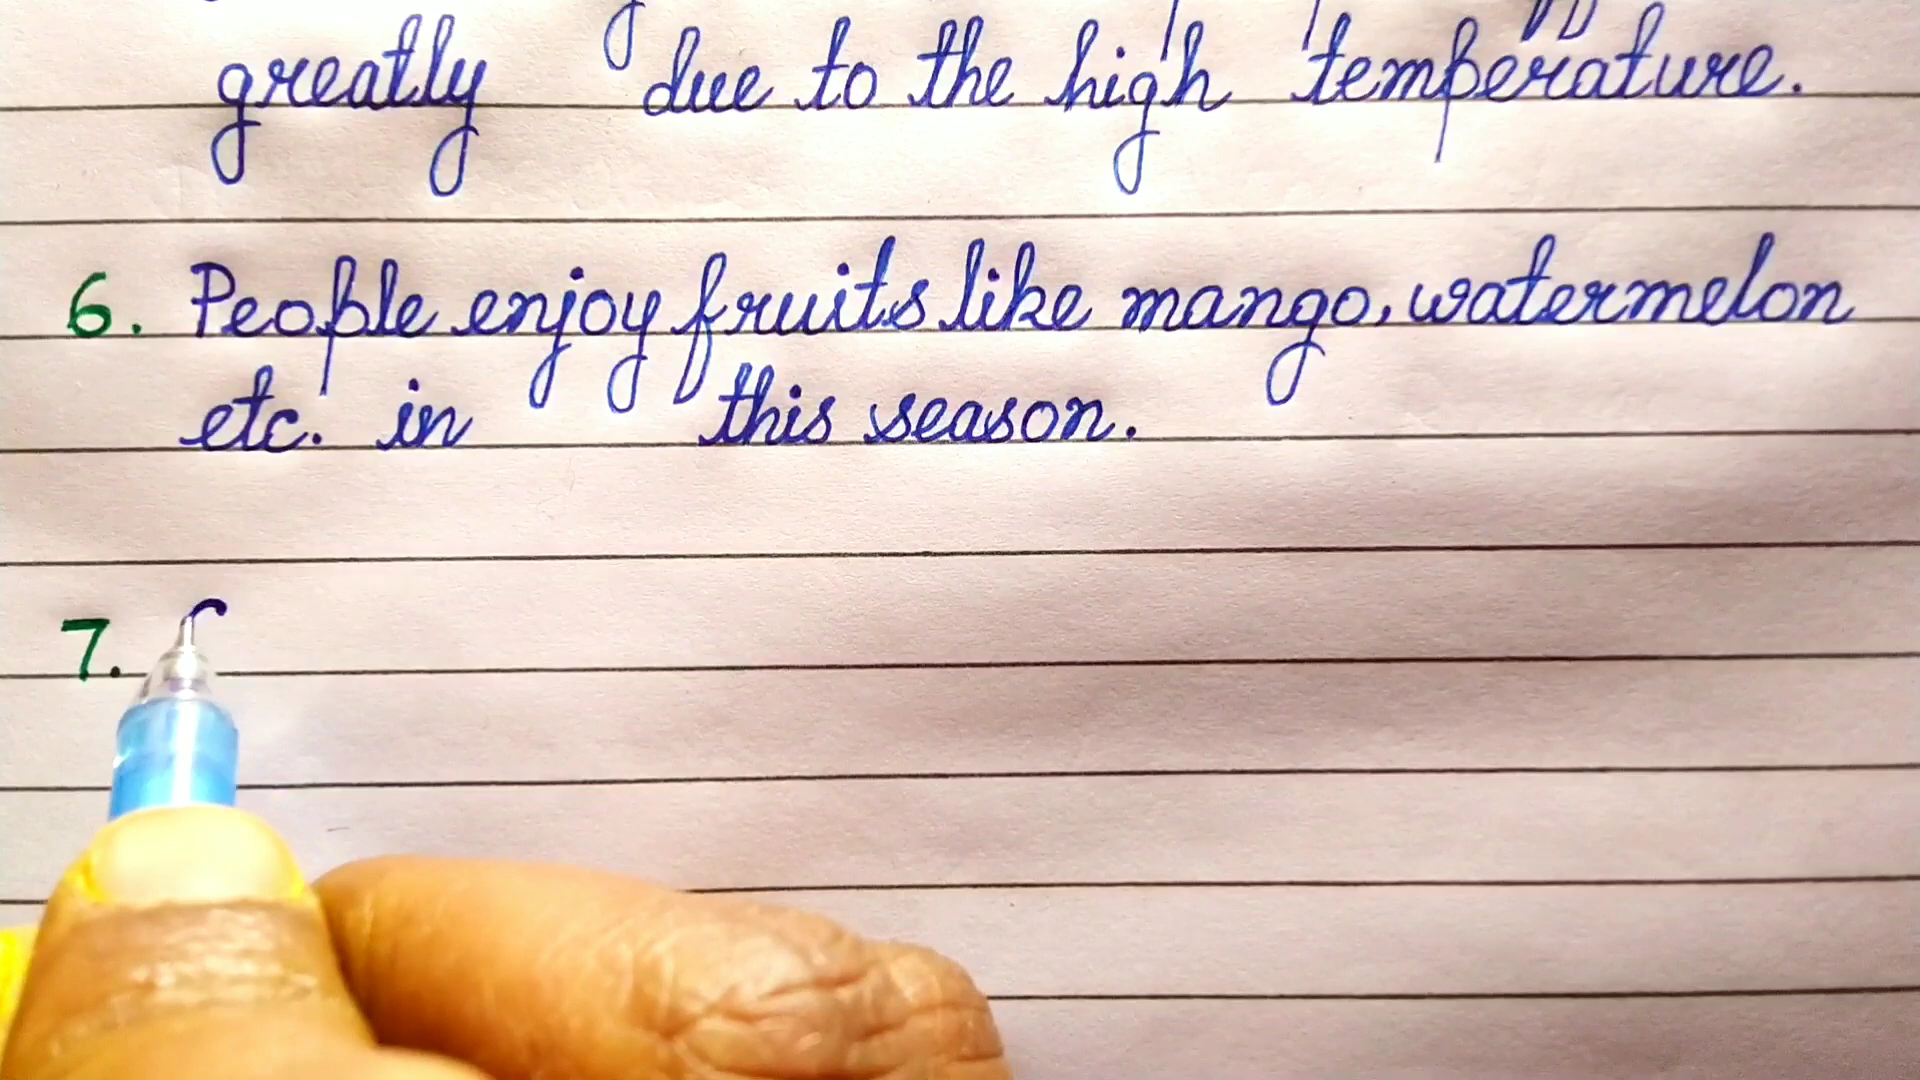 greatly due to the high temperature.
6. People enjoy fruits like mango, watermelon
etc. in this season.
7.